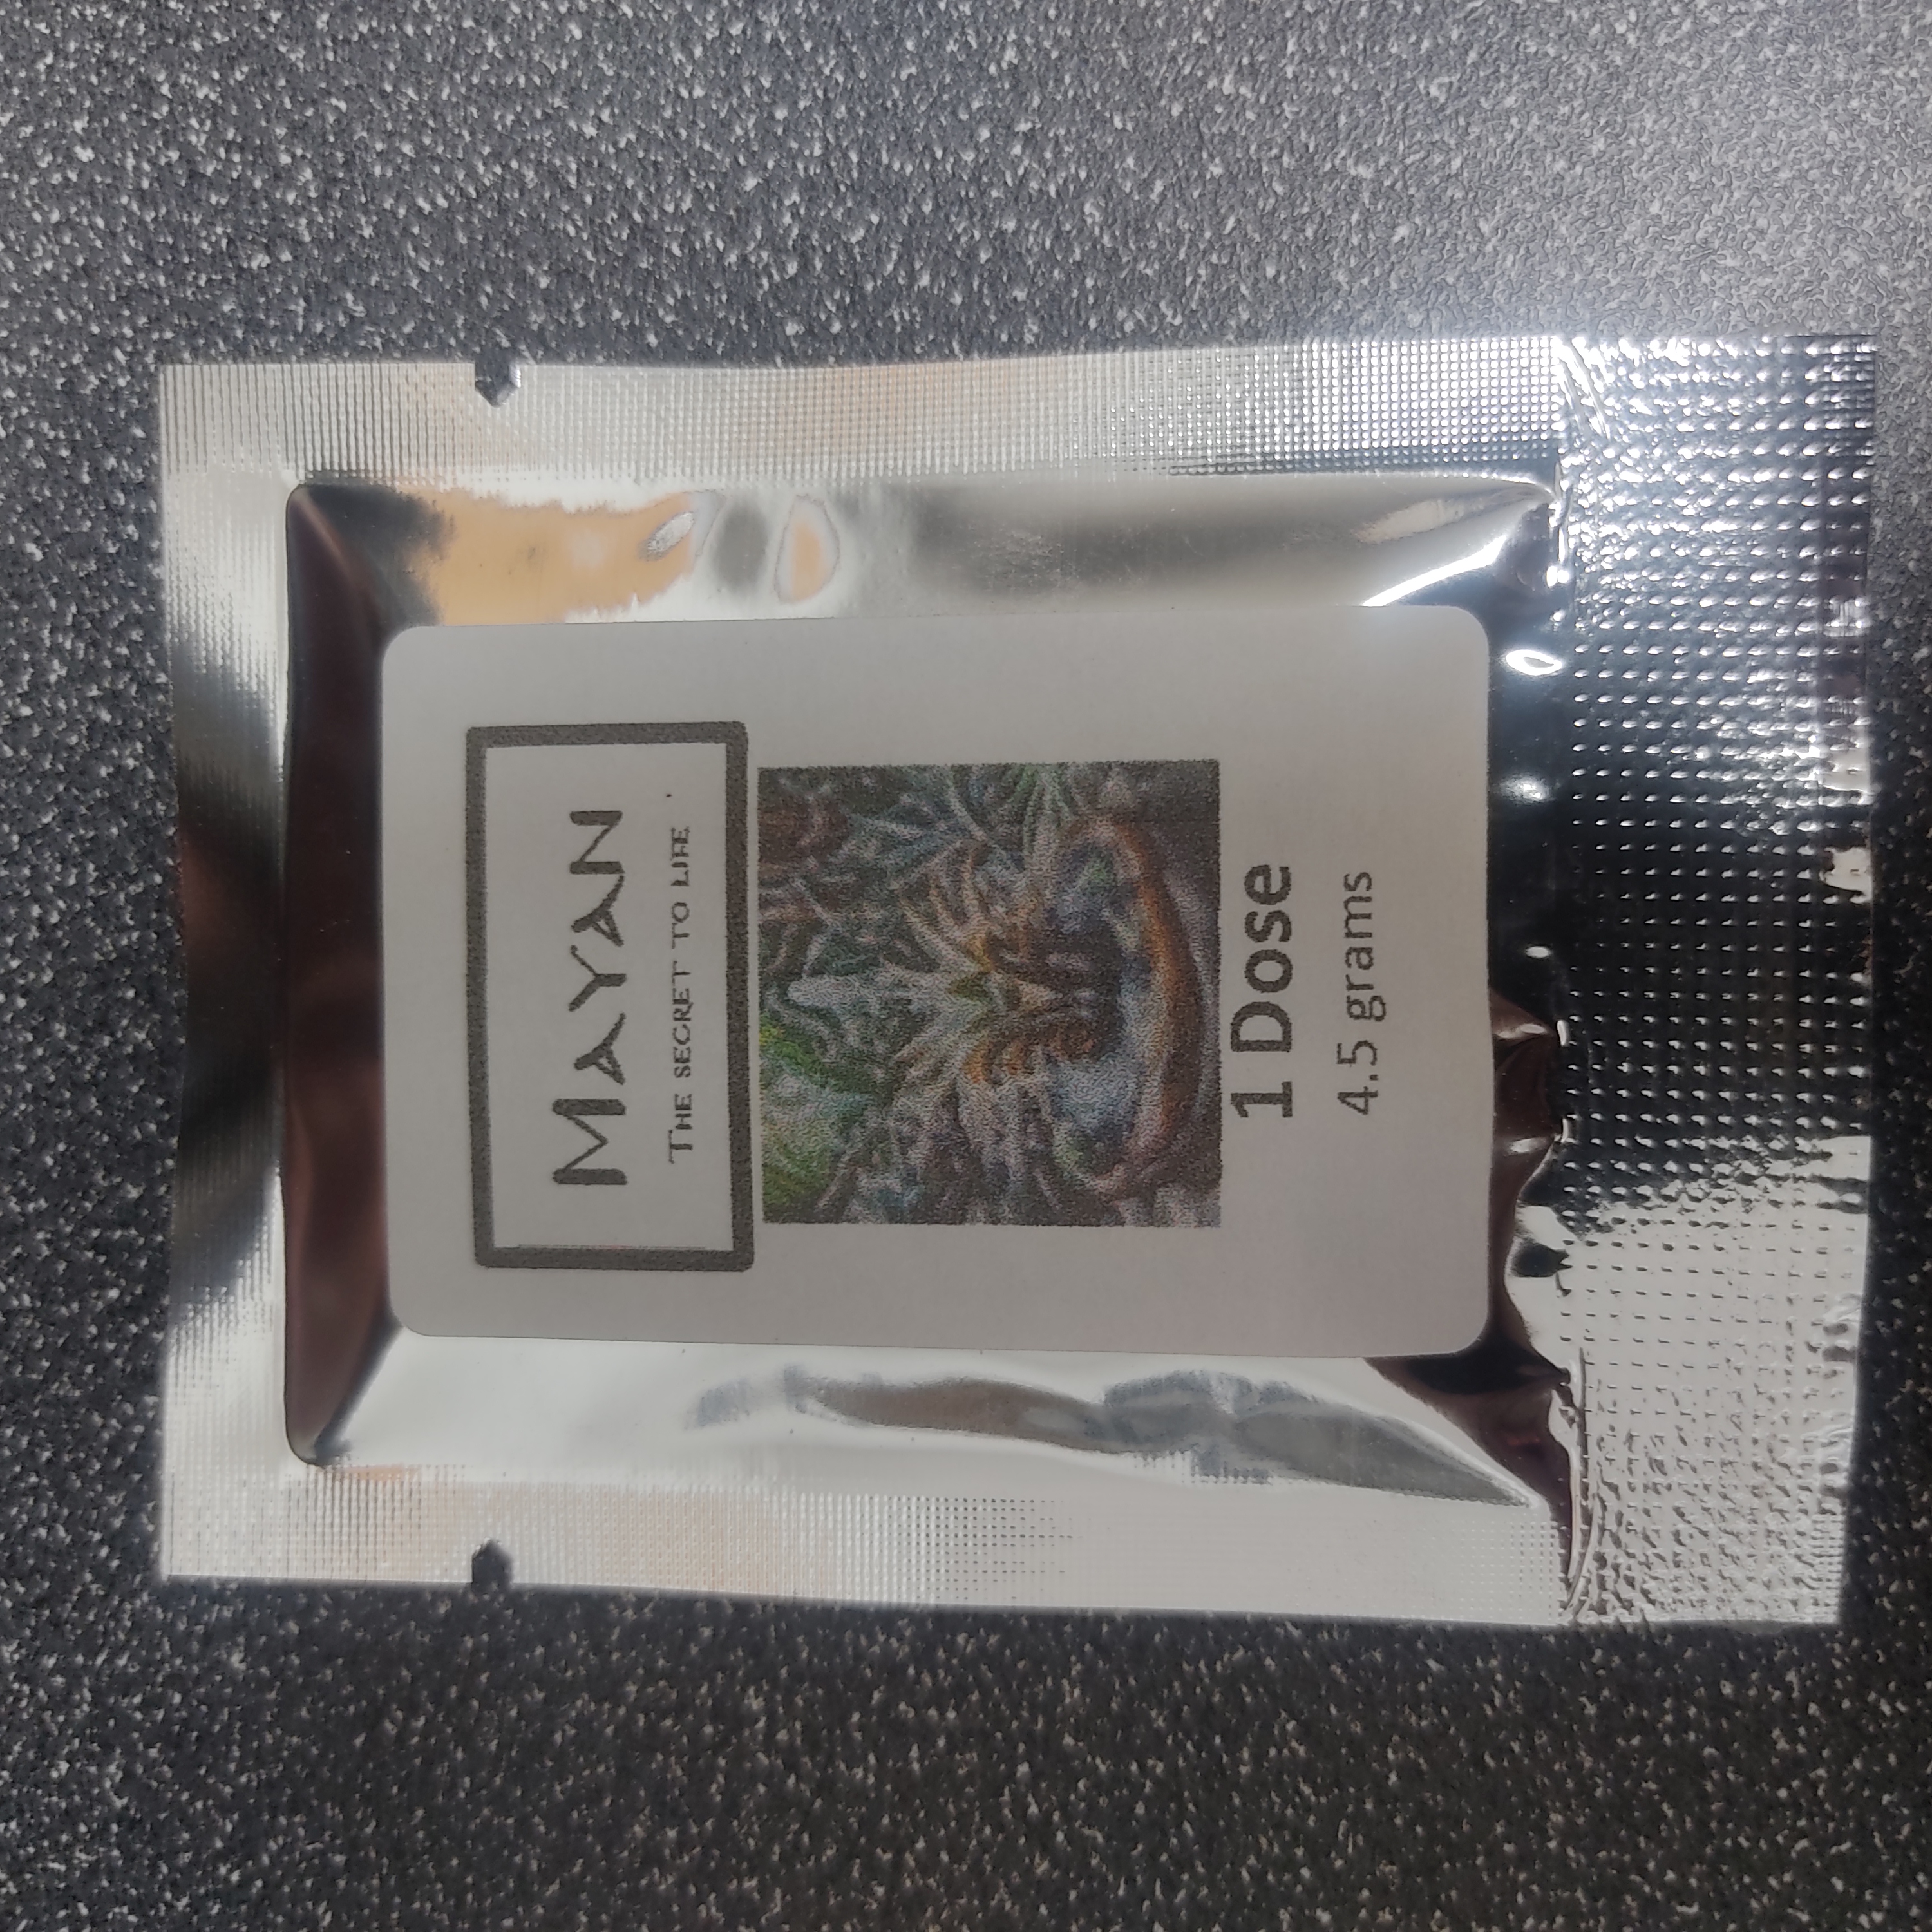 MAYAN
THE SECRET TO LIFE
1 Dose
4.5 grams